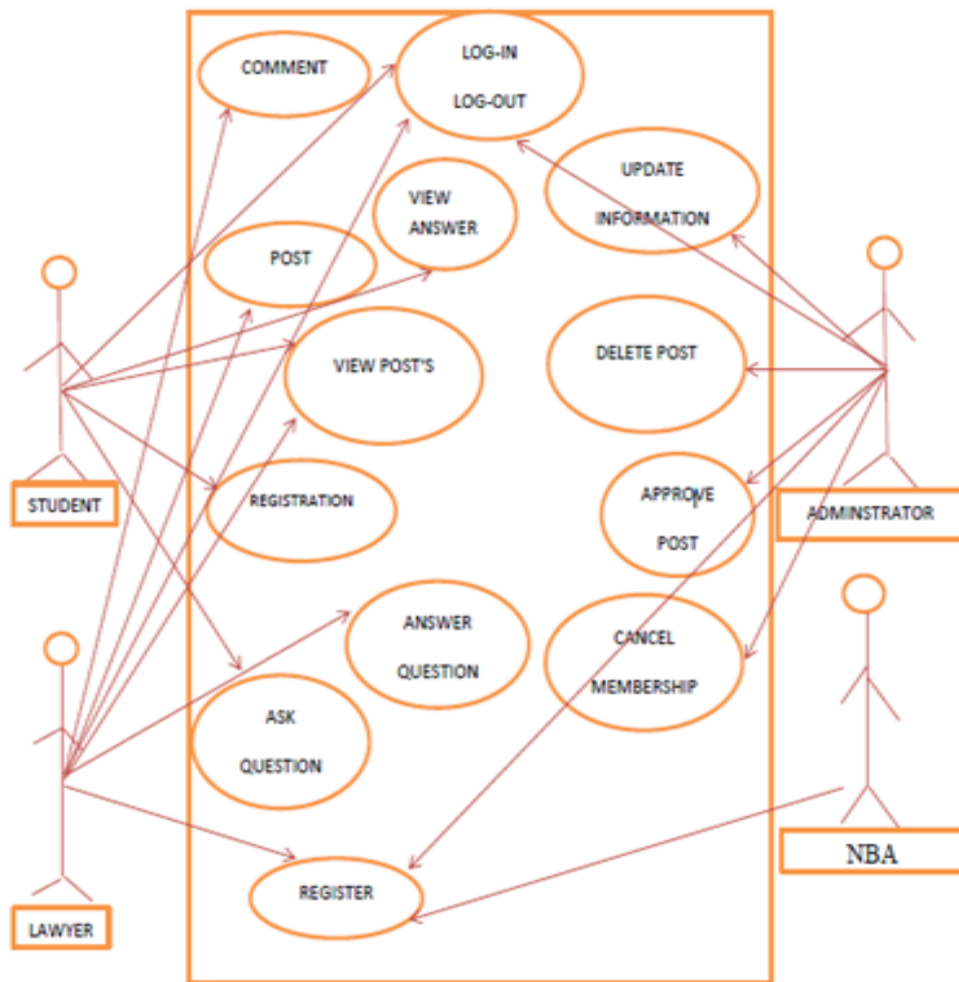 COMMENT
LOG-IN
LOG-OUT
UPDATE
INFORMATION
VIEW
ANSWER
POST
VIEW POST'S
DELETE POST
STUDENT
REGISTRATION
APPROVE
POST
ADMINSTRATOR
ANSWER
QUESTION
CANCEL
MEMBERSHIP
ASK
QUESTION
NBA
REGISTER
LAWYER